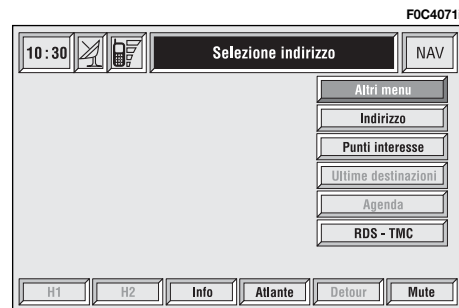 F0C4071
10:30
Selezione indirizzo
NAV
Altri menu
Indirizzo
Punti interesse
Ultime destinazioni
Agenda
RDS - TMC
H1 H2 Info Atlante Detour Mute